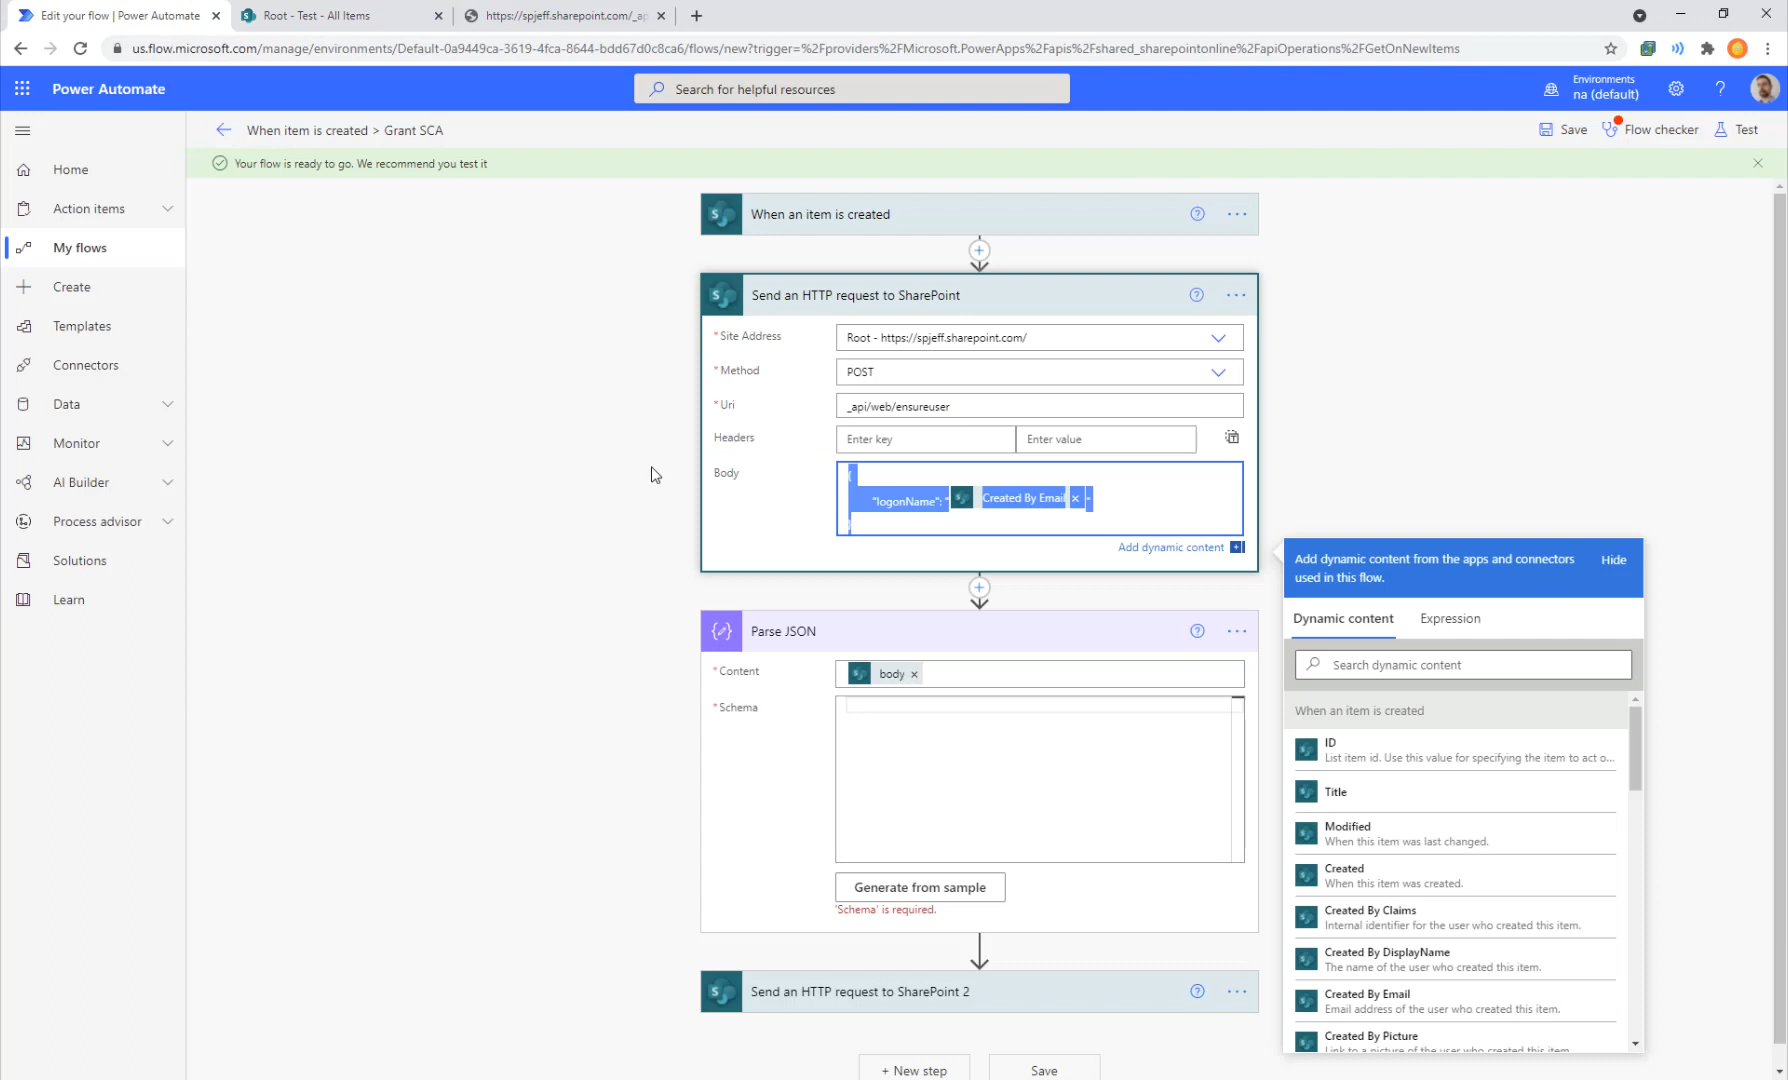 Edit your flow | Power Automate
Root - Test - All Items
https://spjeff.sharepoint.com/_ap
us.flow.microsoft.com/manage/environments/Default-0a9449ca-3619-4fca-8644-bdd67d0c8ca6/flows/new?trigger=%2Fproviders%2FMicrosoft.PowerApps%2Fapis%2Fshared_sharepointonline%2FapiOperations%2FGetOnNewItems
Power Automate
Search for helpful resources
Environments
na (default)
When item is created > Grant SCA
Save
Flow checker
Test
Your flow is ready to go. We recommend you test it
Home
Action items
My flows
Create
Templates
Connectors
Data
Monitor
AI Builder
Process advisor
Solutions
Learn
When an item is created
Send an HTTP request to SharePoint
* Site Address
Root - https://spjeff.sharepoint.com/
* Method
POST
* Uri
_api/web/ensureuser
Headers
Enter key
Enter value
Body
{
"logonName": " Created By Email × "
}
Add dynamic content
Parse JSON
* Content
body ×
* Schema
Generate from sample
'Schema' is required.
Send an HTTP request to SharePoint 2
+ New step
Save
Add dynamic content from the apps and connectors
used in this flow.
Hide
Dynamic content
Expression
Search dynamic content
When an item is created
ID
List item id. Use this value for specifying the item to act o...
Title
Modified
When this item was last changed.
Created
When this item was created.
Created By Claims
Internal identifier for the user who created this item.
Created By DisplayName
The name of the user who created this item.
Created By Email
Email address of the user who created this item.
Created By Picture
Link to a picture of the user who created this item.